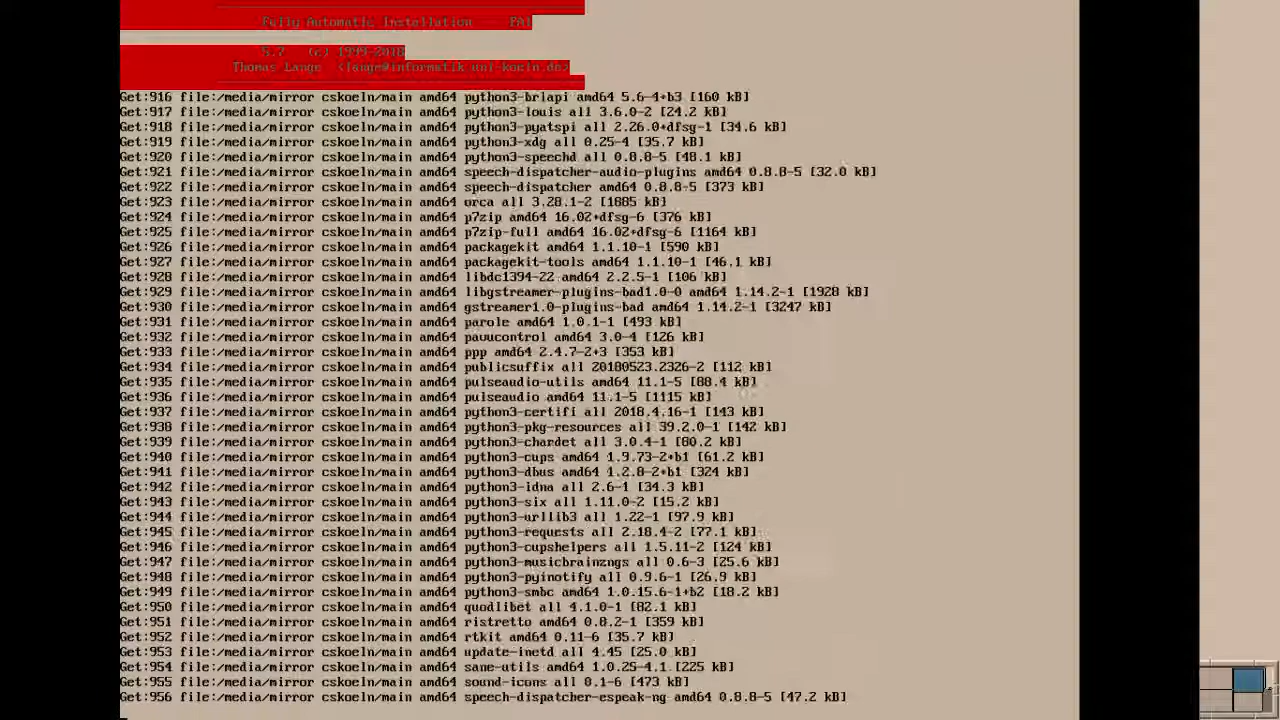 Fully Automatic Installation     FAI
5.7   (c) 1999-2018
Thomas Lange  <lange@informatik.uni-koeln.de>
Get:916 file:/media/mirror cskoeln/main amd64 python3-brlapi amd64 5.6-4+b3 [160 kB]
Get:917 file:/media/mirror cskoeln/main amd64 python3-louis all 3.6.0-2 [24.2 kB]
Get:918 file:/media/mirror cskoeln/main amd64 python3-pyatspi all 2.26.0+dfsg-1 [34.6 kB]
Get:919 file:/media/mirror cskoeln/main amd64 python3-xdg all 0.25-4 [35.7 kB]
Get:920 file:/media/mirror cskoeln/main amd64 python3-speechd all 0.8.8-5 [48.1 kB]
Get:921 file:/media/mirror cskoeln/main amd64 speech-dispatcher-audio-plugins amd64 0.8.8-5 [32.0 kB]
Get:922 file:/media/mirror cskoeln/main amd64 speech-dispatcher amd64 0.8.8-5 [373 kB]
Get:923 file:/media/mirror cskoeln/main amd64 orca all 3.28.1-2 [1885 kB]
Get:924 file:/media/mirror cskoeln/main amd64 p7zip amd64 16.02+dfsg-6 [376 kB]
Get:925 file:/media/mirror cskoeln/main amd64 p7zip-full amd64 16.02+dfsg-6 [1164 kB]
Get:926 file:/media/mirror cskoeln/main amd64 packagekit amd64 1.1.10-1 [590 kB]
Get:927 file:/media/mirror cskoeln/main amd64 packagekit-tools amd64 1.1.10-1 [46.1 kB]
Get:928 file:/media/mirror cskoeln/main amd64 libdc1394-22 amd64 2.2.5-1 [106 kB]
Get:929 file:/media/mirror cskoeln/main amd64 libgstreamer-plugins-bad1.0-0 amd64 1.14.2-1 [1928 kB]
Get:930 file:/media/mirror cskoeln/main amd64 gstreamer1.0-plugins-bad amd64 1.14.2-1 [3247 kB]
Get:931 file:/media/mirror cskoeln/main amd64 parole amd64 1.0.1-1 [493 kB]
Get:932 file:/media/mirror cskoeln/main amd64 pavucontrol amd64 3.0-4 [126 kB]
Get:933 file:/media/mirror cskoeln/main amd64 ppp amd64 2.4.7-2+3 [353 kB]
Get:934 file:/media/mirror cskoeln/main amd64 publicsuffix all 20180523.2326-2 [112 kB]
Get:935 file:/media/mirror cskoeln/main amd64 pulseaudio-utils amd64 11.1-5 [88.4 kB]
Get:936 file:/media/mirror cskoeln/main amd64 pulseaudio amd64 11.1-5 [1115 kB]
Get:937 file:/media/mirror cskoeln/main amd64 python3-certifi all 2018.4.16-1 [143 kB]
Get:938 file:/media/mirror cskoeln/main amd64 python3-pkg-resources all 39.2.0-1 [142 kB]
Get:939 file:/media/mirror cskoeln/main amd64 python3-chardet all 3.0.4-1 [80.2 kB]
Get:940 file:/media/mirror cskoeln/main amd64 python3-cups amd64 1.9.73-2+b1 [61.2 kB]
Get:941 file:/media/mirror cskoeln/main amd64 python3-dbus amd64 1.2.8-2+b1 [324 kB]
Get:942 file:/media/mirror cskoeln/main amd64 python3-idna all 2.6-1 [34.3 kB]
Get:943 file:/media/mirror cskoeln/main amd64 python3-six all 1.11.0-2 [15.2 kB]
Get:944 file:/media/mirror cskoeln/main amd64 python3-urllib3 all 1.22-1 [97.9 kB]
Get:945 file:/media/mirror cskoeln/main amd64 python3-requests all 2.18.4-2 [77.1 kB]
Get:946 file:/media/mirror cskoeln/main amd64 python3-cupshelpers all 1.5.11-2 [124 kB]
Get:947 file:/media/mirror cskoeln/main amd64 python3-musicbrainzngs all 0.6-3 [25.6 kB]
Get:948 file:/media/mirror cskoeln/main amd64 python3-pyinotify all 0.9.6-1 [26.9 kB]
Get:949 file:/media/mirror cskoeln/main amd64 python3-smbc amd64 1.0.15.6-1+b2 [18.2 kB]
Get:950 file:/media/mirror cskoeln/main amd64 quodlibet all 4.1.0-1 [82.1 kB]
Get:951 file:/media/mirror cskoeln/main amd64 ristretto amd64 0.8.2-1 [359 kB]
Get:952 file:/media/mirror cskoeln/main amd64 rtkit amd64 0.11-6 [35.7 kB]
Get:953 file:/media/mirror cskoeln/main amd64 update-inetd all 4.45 [25.0 kB]
Get:954 file:/media/mirror cskoeln/main amd64 sane-utils amd64 1.0.25-4.1 [225 kB]
Get:955 file:/media/mirror cskoeln/main amd64 sound-icons all 0.1-6 [473 kB]
Get:956 file:/media/mirror cskoeln/main amd64 speech-dispatcher-espeak-ng amd64 0.8.8-5 [47.2 kB]